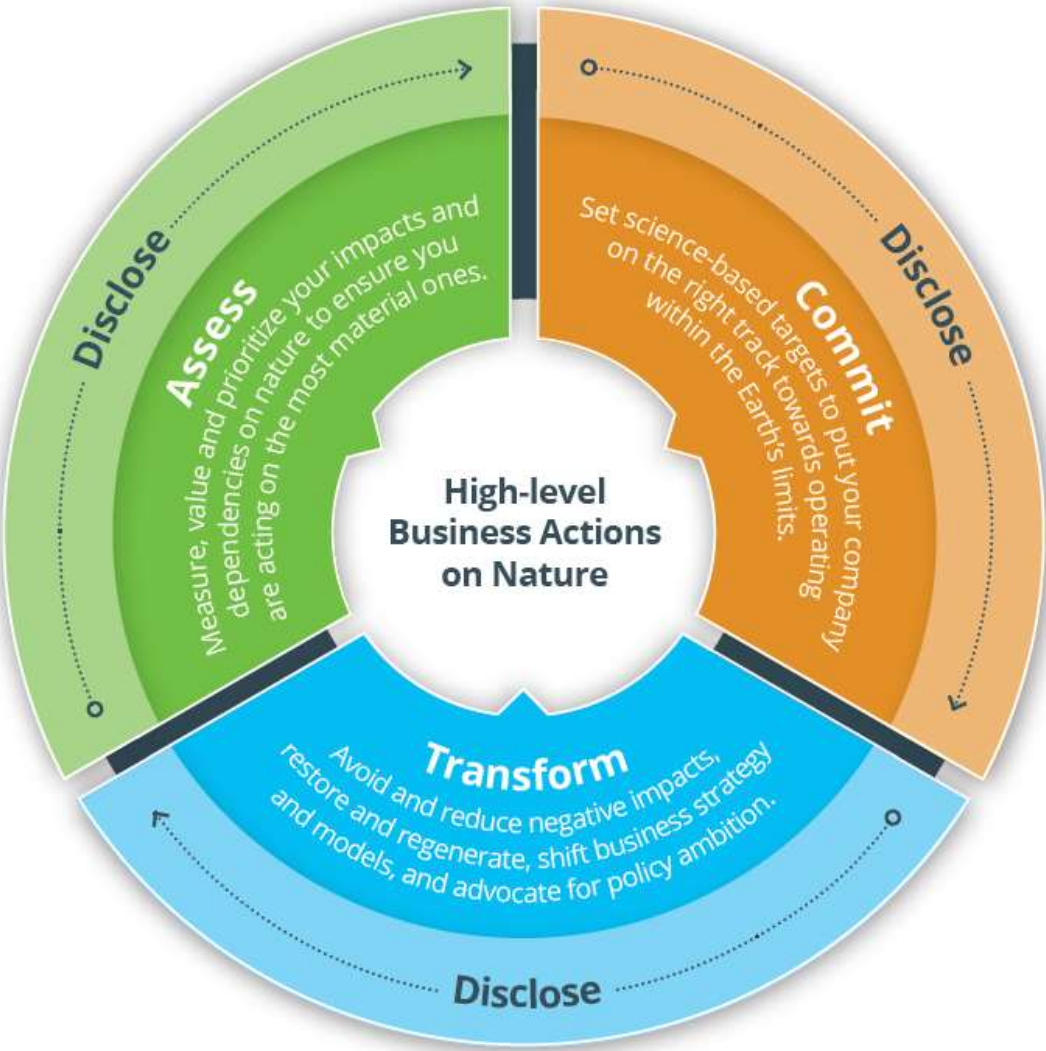 High-level
Business Actions
on Nature
Disclose
Assess
Measure, value and prioritize your impacts and
dependencies on nature to ensure you
are acting on the most material ones.
Disclose
Commit
Set science-based targets to put your company
on the right track towards operating
within the Earth's limits.
Transform
Avoid and reduce negative impacts,
restore and regenerate, shift business strategy
and models, and advocate for policy ambition.
Disclose